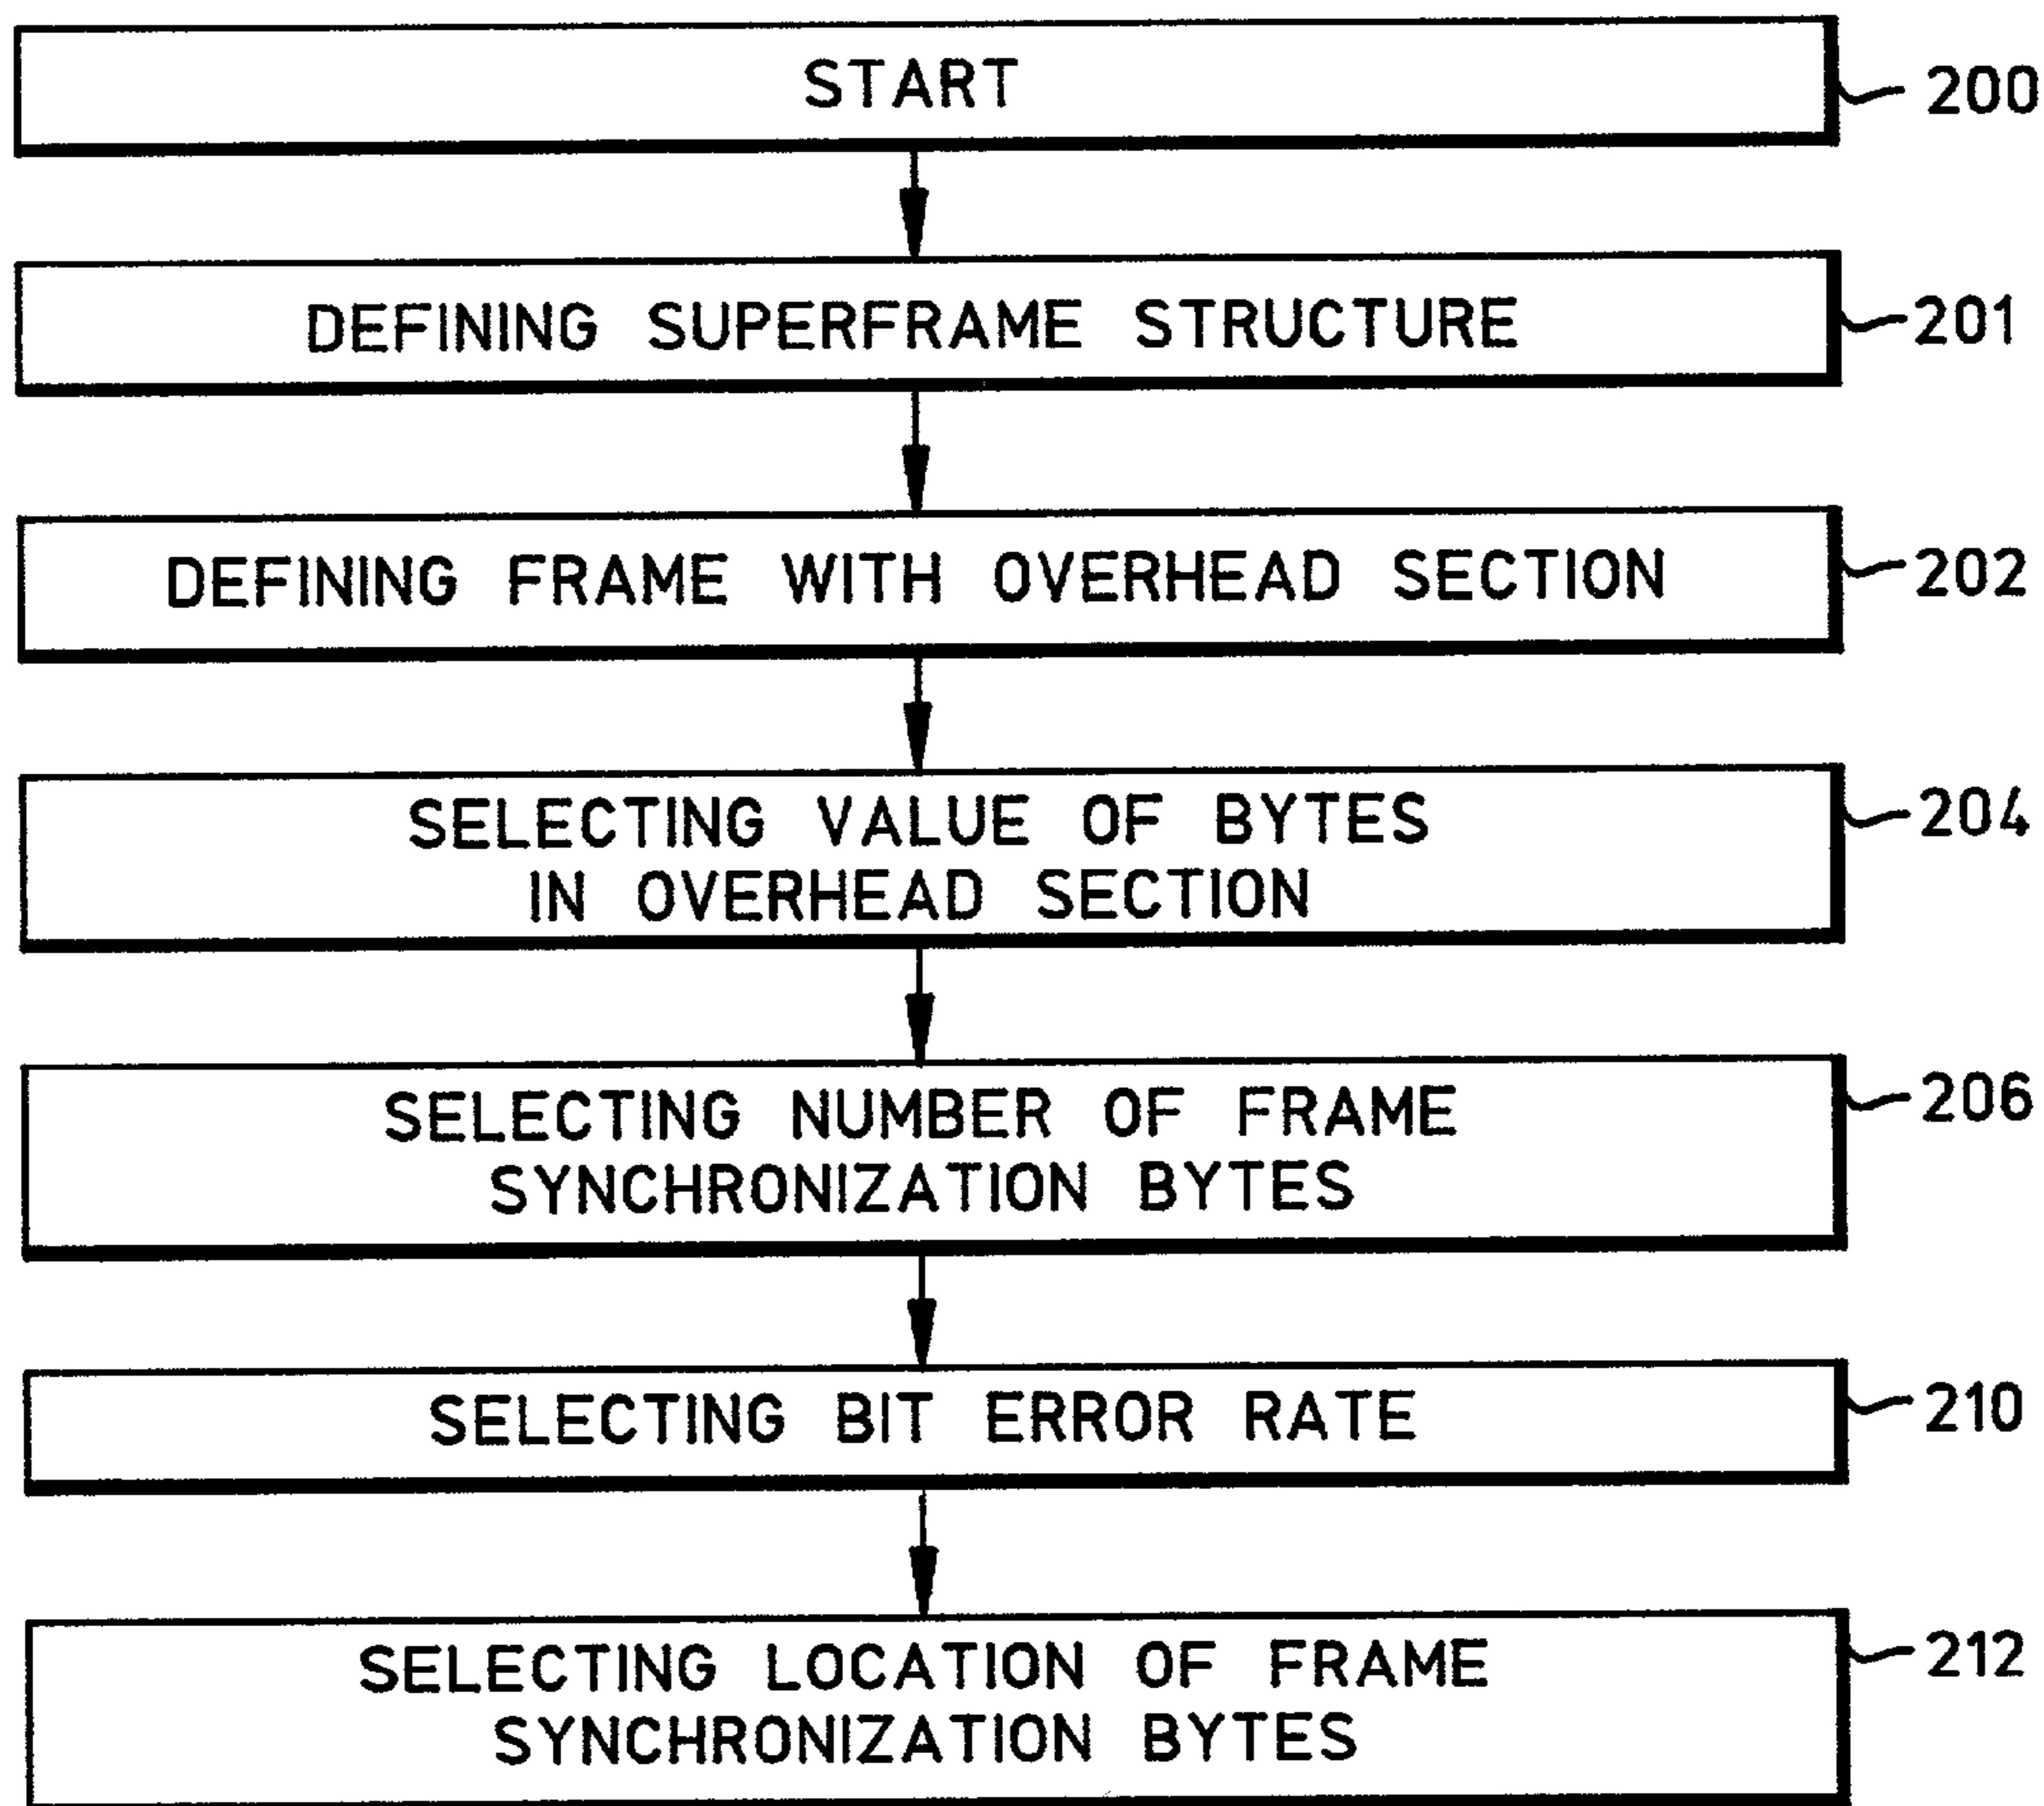 START
200
DEFINING SUPERFRAME STRUCTURE
201
DEFINING FRAME WITH OVERHEAD SECTION
202
SELECTING VALUE OF BYTES
IN OVERHEAD SECTION
204
SELECTING NUMBER OF FRAME
SYNCHRONIZATION BYTES
206
SELECTING BIT ERROR RATE
210
SELECTING LOCATION OF FRAME
SYNCHRONIZATION BYTES
212